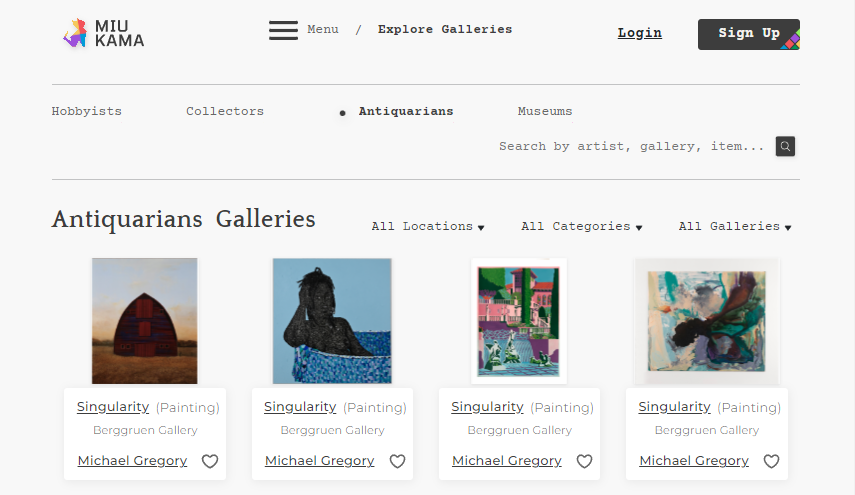 MIU
KAMA
Menu / Explore Galleries
Login
Sign Up
Hobbyists
Collectors
Antiquarians
Museums
Search by artist, gallery, item...
Antiquarians Galleries
All Locations
All Categories
All Galleries
Singularity (Painting)
Berggruen Gallery
Michael Gregory
Singularity (Painting)
Berggruen Gallery
Michael Gregory
Singularity (Painting)
Berggruen Gallery
Michael Gregory
Singularity (Painting)
Berggruen Gallery
Michael Gregory